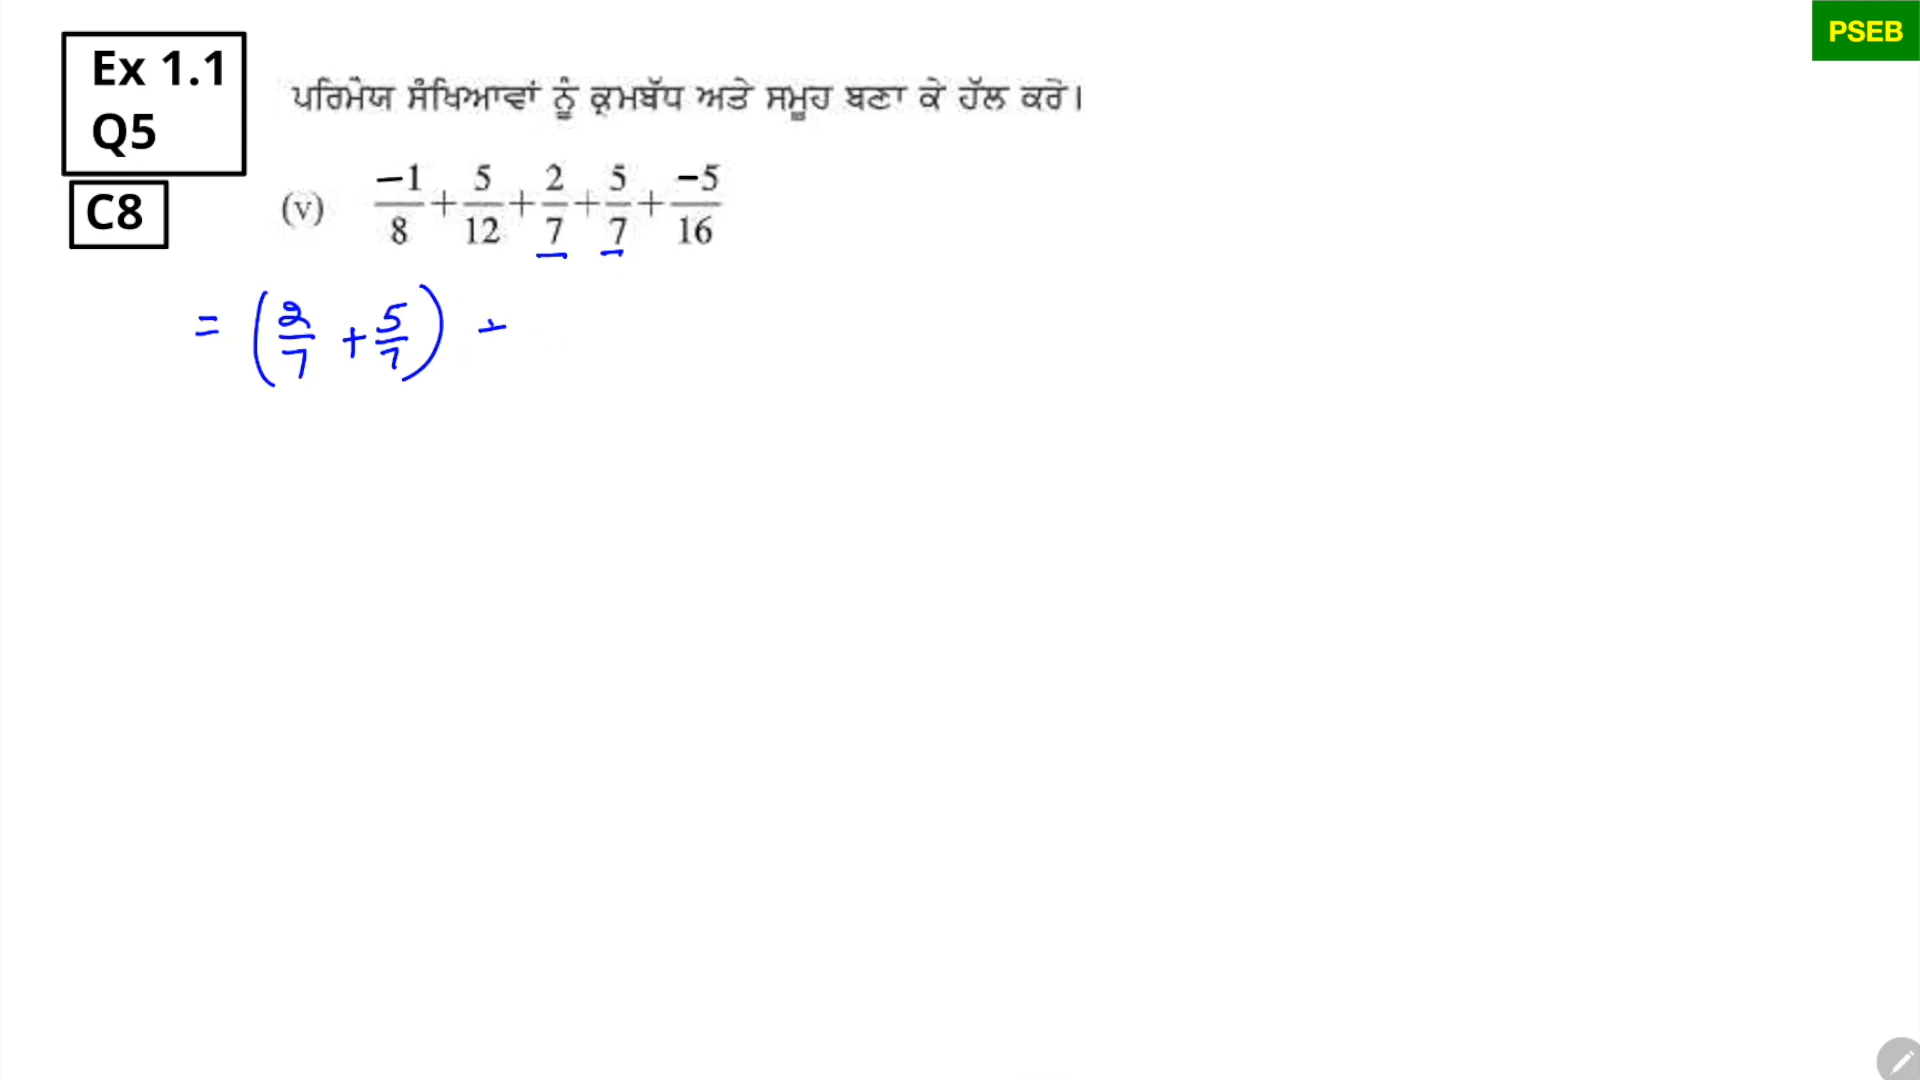 PSEB
Ex 1.1
Q5
C8
ਪਰਿਮੇਯ ਸੰਖਿਆਵਾਂ ਨੂੰ ਕ੍ਰਮਬੱਧ ਅਤੇ ਸਮੂਹ ਬਣਾ ਕੇ ਹੱਲ ਕਰੋ।
(v) −1/8 + 5/12 + 2/7 + 5/7 + −5/16
= (2/7 + 5/7) +